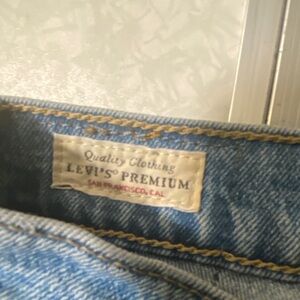 Quality Clothing
LEVI'S® PREMIUM
SAN FRANCISCO, CAL